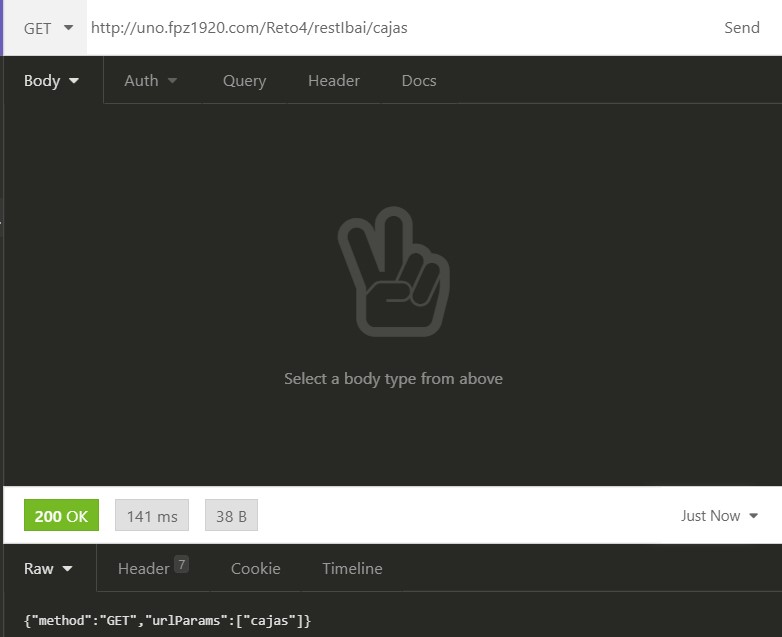 GET http://uno.fpz1920.com/Reto4/restIbai/cajas Send
Body Auth Query Header Docs
Select a body type from above
200 OK 141 ms 38 B Just Now
Raw Header 7 Cookie Timeline
{"method":"GET","urlParams":["cajas"]}